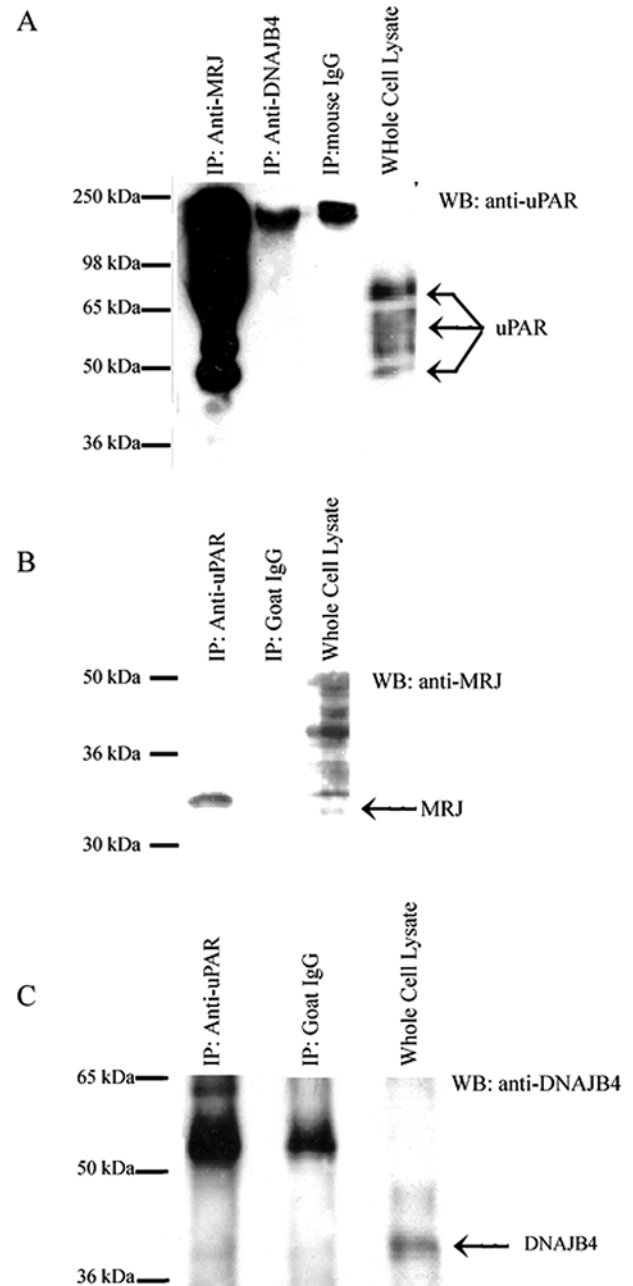 A
IP: Anti-MRJ
IP: Anti-DNAJB4
IP:mouse IgG
WHole Cell Lysate
250 kDa
WB: anti-uPAR
98 kDa
65 kDa
uPAR
50 kDa
36 kDa
B
IP: Anti-uPAR
IP: Goat IgG
Whole Cell Lysate
50 kDa
WB: anti-MRJ
36 kDa
MRJ
30 kDa
C
IP: Anti-uPAR
IP: Goat IgG
Whole Cell Lysate
65 kDa
WB: anti-DNAJB4
50 kDa
DNAJB4
36 kDa